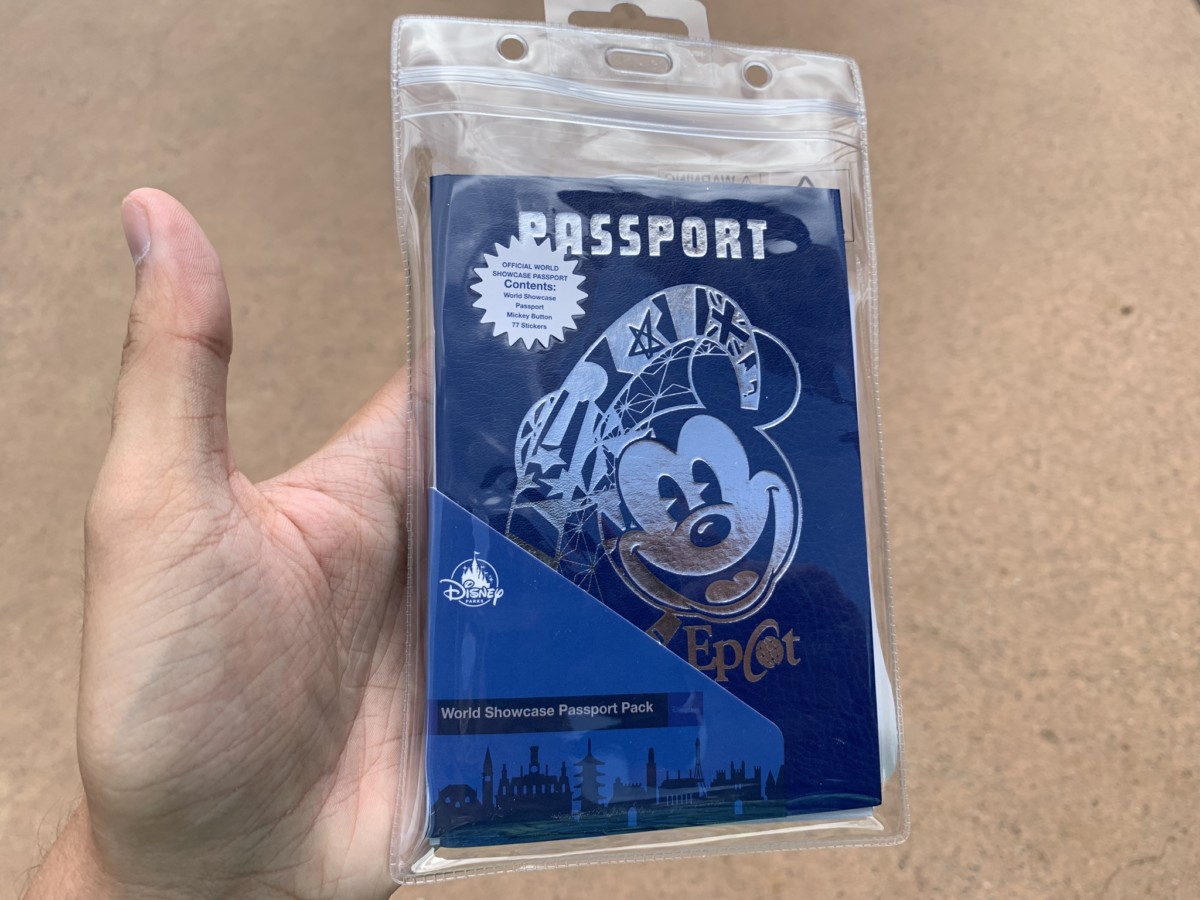 WARNING
PASSPORT
OFFICIAL WORLD
SHOWCASE PASSPORT
Contents:
World Showcase
Passport
Mickey Button
77 Stickers
Disney
PARKS
Epcot
World Showcase Passport Pack